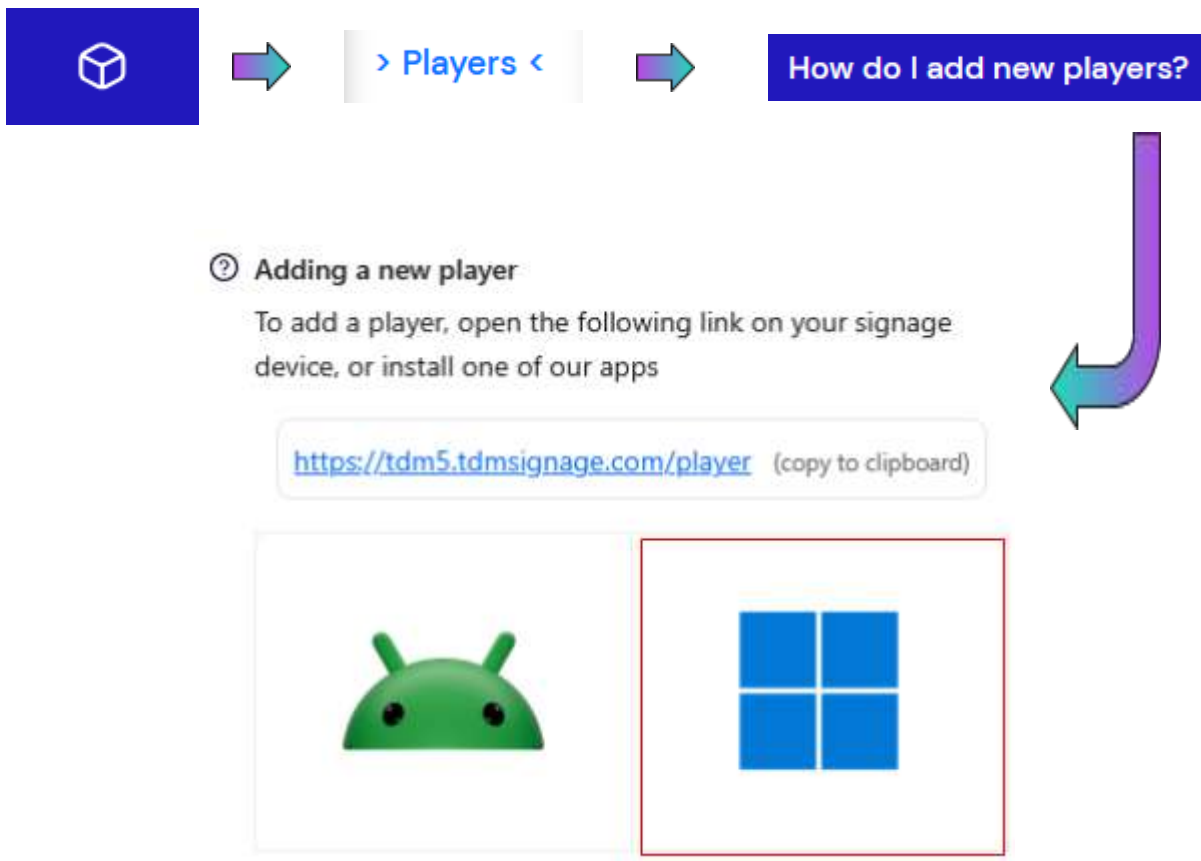 > Players <
How do I add new players?
Adding a new player
To add a player, open the following link on your signage
device, or install one of our apps
https://tdm5.tdmsignage.com/player (copy to clipboard)